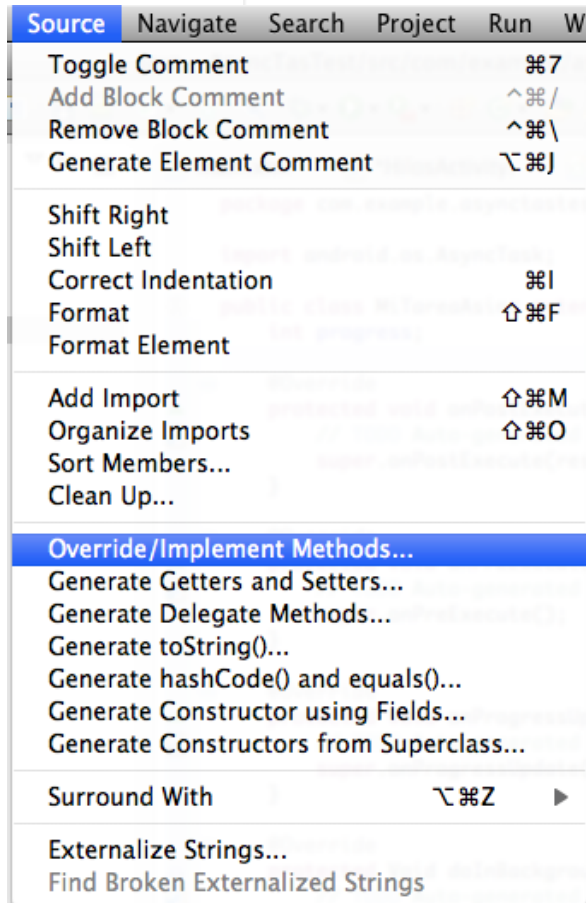 Source Navigate Search Project Run W
Toggle Comment ⌘7
Add Block Comment ^⌘/
Remove Block Comment ^⌘\
Generate Element Comment ⌥⌘J
Shift Right
Shift Left
Correct Indentation ⌘I
Format ⇧⌘F
Format Element
Add Import ⇧⌘M
Organize Imports ⇧⌘O
Sort Members...
Clean Up...
Override/Implement Methods...
Generate Getters and Setters...
Generate Delegate Methods...
Generate toString()...
Generate hashCode() and equals()...
Generate Constructor using Fields...
Generate Constructors from Superclass...
Surround With ⌥⌘Z ▶
Externalize Strings...
Find Broken Externalized Strings